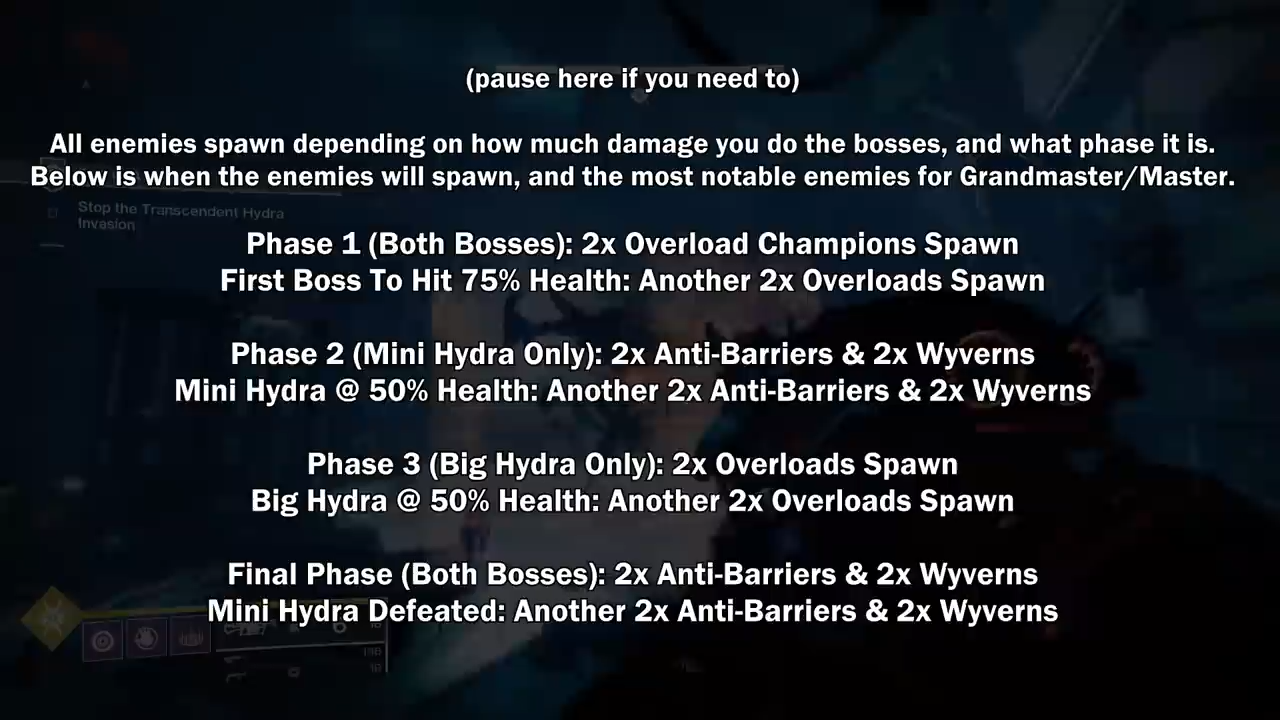 (pause here if you need to)
All enemies spawn depending on how much damage you do the bosses, and what phase it is.
Below is when the enemies will spawn, and the most notable enemies for Grandmaster/Master.
Stop the Transcendent Hydra
Invasion
Phase 1 (Both Bosses): 2x Overload Champions Spawn
First Boss To Hit 75% Health: Another 2x Overloads Spawn
Phase 2 (Mini Hydra Only): 2x Anti-Barriers & 2x Wyverns
Mini Hydra @ 50% Health: Another 2x Anti-Barriers & 2x Wyverns
Phase 3 (Big Hydra Only): 2x Overloads Spawn
Big Hydra @ 50% Health: Another 2x Overloads Spawn
Final Phase (Both Bosses): 2x Anti-Barriers & 2x Wyverns
Mini Hydra Defeated: Another 2x Anti-Barriers & 2x Wyverns